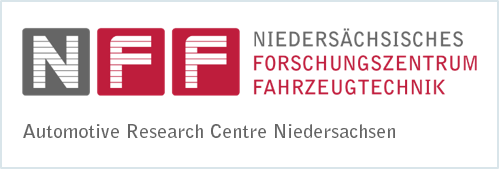 NFF
NIEDERSÄCHSISCHES
FORSCHUNGSZENTRUM
FAHRZEUGTECHNIK
Automotive Research Centre Niedersachsen